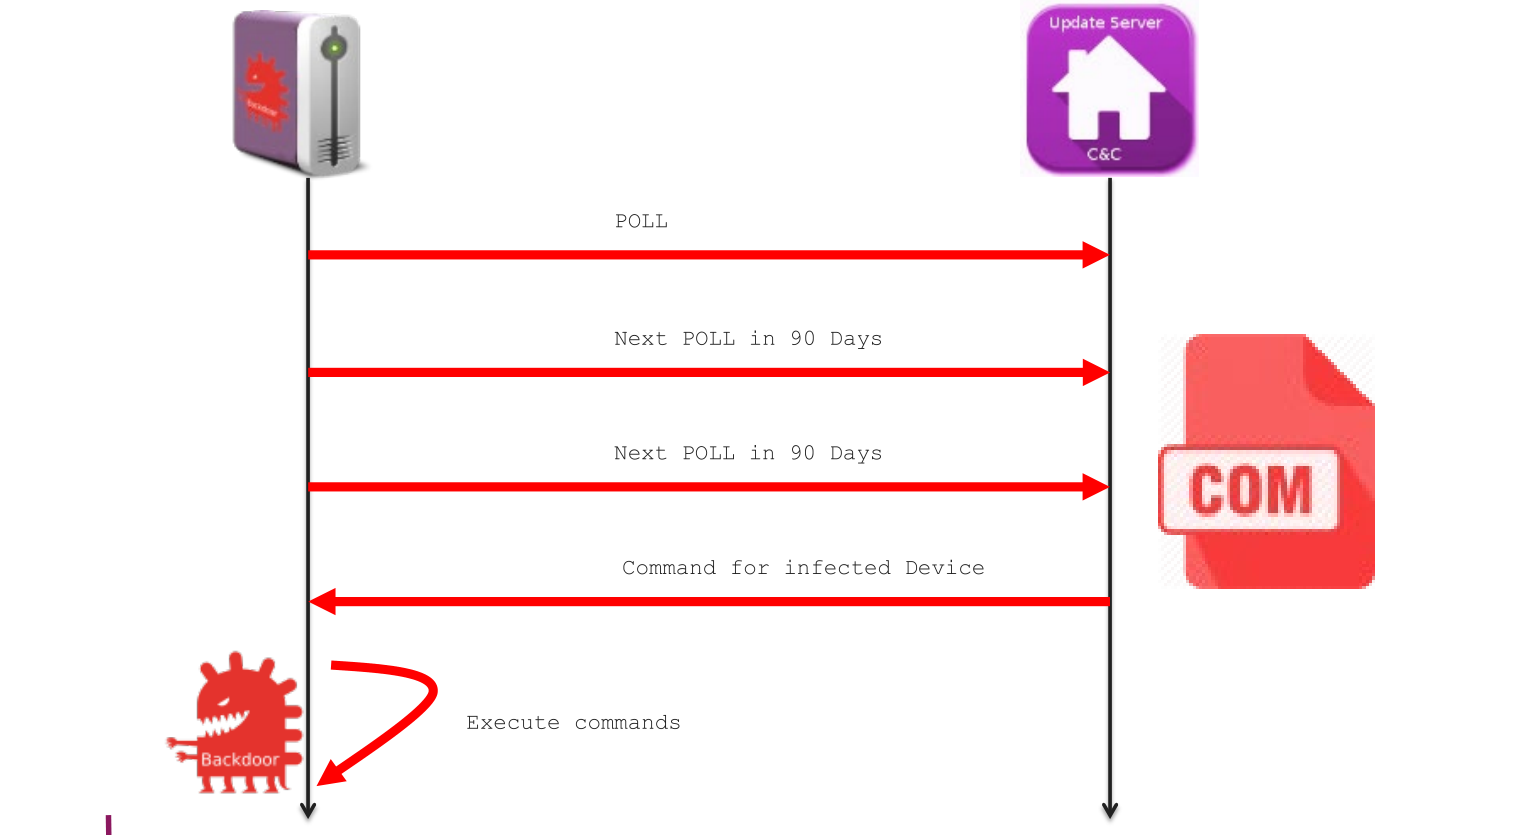 Update Server
Backdoor
C&C
POLL
Next POLL in 90 Days
Next POLL in 90 Days
COM
Command for infected Device
Execute commands
Backdoor